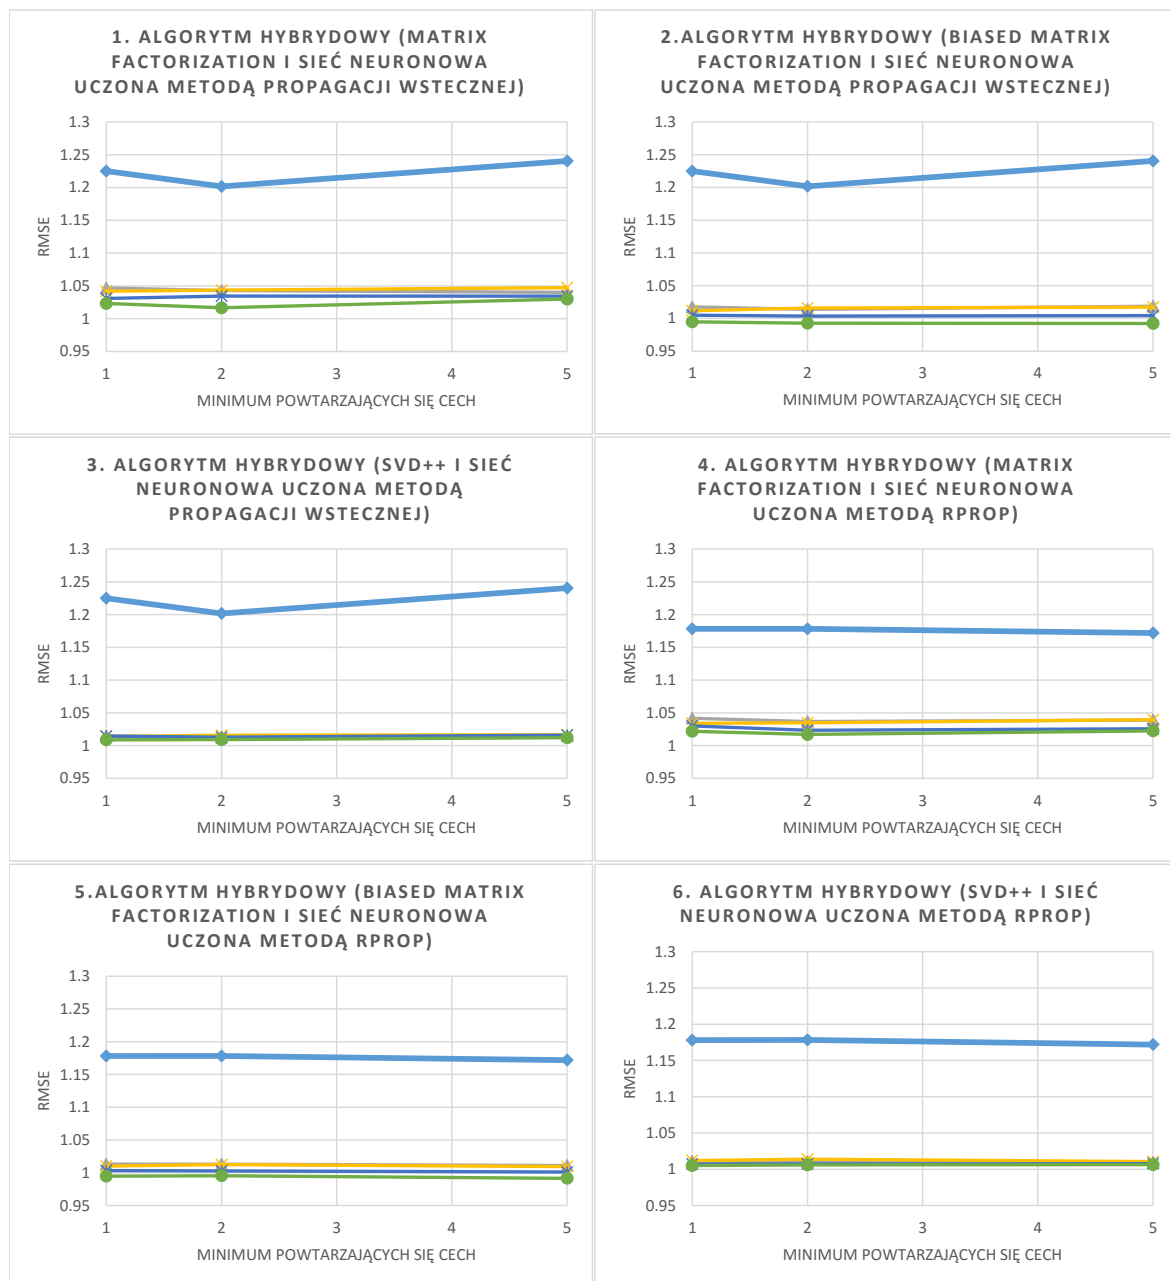 1. ALGORYTM HYBRYDOWY (MATRIX
FACTORIZATION I SIEĆ NEURONOWA
UCZONA METODĄ PROPAGACJI WSTECZNEJ)
1.3
1.25
1.2
1.15
1.1
1.05
1
0.95
RMSE
1 2 3 4 5
MINIMUM POWTARZAJĄCYCH SIĘ CECH
2.ALGORYTM HYBRYDOWY (BIASED MATRIX
FACTORIZATION I SIEĆ NEURONOWA
UCZONA METODĄ PROPAGACJI WSTECZNEJ)
1.3
1.25
1.2
1.15
1.1
1.05
1
0.95
RMSE
1 2 3 4 5
MINIMUM POWTARZAJĄCYCH SIĘ CECH
3. ALGORYTM HYBRYDOWY (SVD++ I SIEĆ
NEURONOWA UCZONA METODĄ
PROPAGACJI WSTECZNEJ)
1.3
1.25
1.2
1.15
1.1
1.05
1
0.95
RMSE
1 2 3 4 5
MINIMUM POWTARZAJĄCYCH SIĘ CECH
4. ALGORYTM HYBRYDOWY (MATRIX
FACTORIZATION I SIEĆ NEURONOWA
UCZONA METODĄ RPROP)
1.3
1.25
1.2
1.15
1.1
1.05
1
0.95
RMSE
1 2 3 4 5
MINIMUM POWTARZAJĄCYCH SIĘ CECH
5.ALGORYTM HYBRYDOWY (BIASED MATRIX
FACTORIZATION I SIEĆ NEURONOWA
UCZONA METODĄ RPROP)
1.3
1.25
1.2
1.15
1.1
1.05
1
0.95
RMSE
1 2 3 4 5
MINIMUM POWTARZAJĄCYCH SIĘ CECH
6. ALGORYTM HYBRYDOWY (SVD++ I SIEĆ
NEURONOWA UCZONA METODĄ RPROP)
1.3
1.25
1.2
1.15
1.1
1.05
1
0.95
RMSE
1 2 3 4 5
MINIMUM POWTARZAJĄCYCH SIĘ CECH